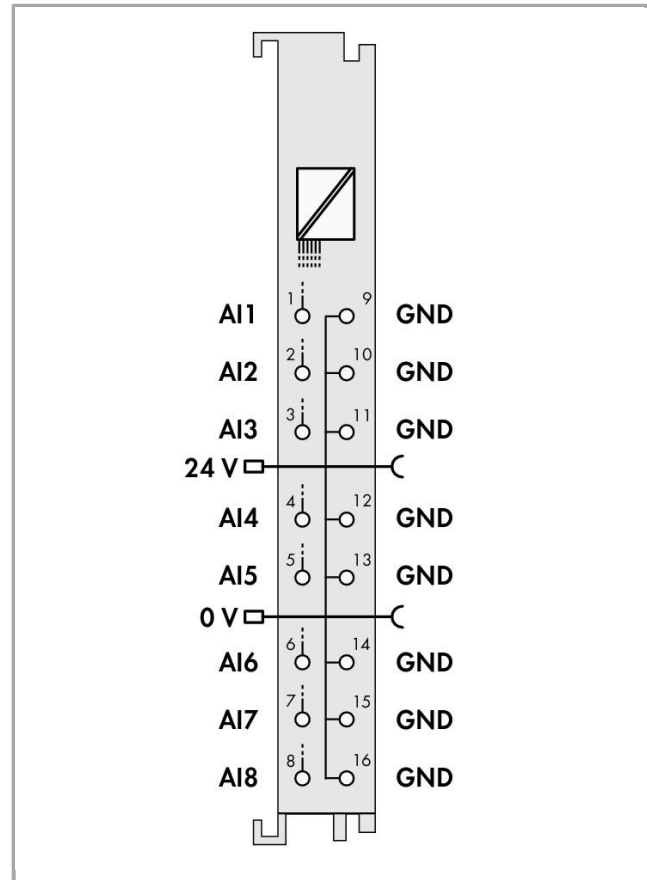 AI1 1 9 GND
AI2 2 10 GND
AI3 3 11 GND
24 V
AI4 4 12 GND
AI5 5 13 GND
0 V
AI6 6 14 GND
AI7 7 15 GND
AI8 8 16 GND